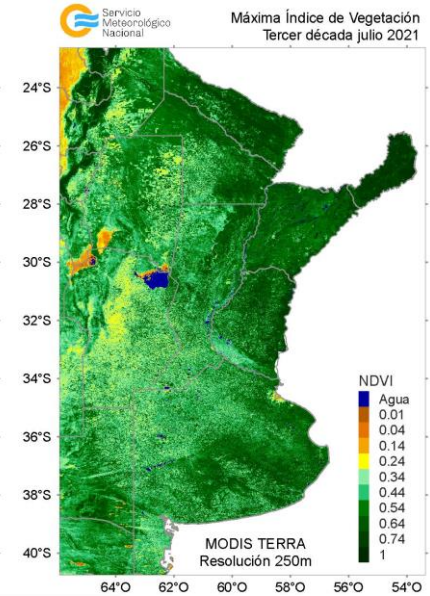 Servicio
Meteorológico
Nacional
Máxima Índice de Vegetación
Tercer década julio 2021
24°S
26°S
28°S
30°S
32°S
34°S
36°S
38°S
40°S
NDVI
Agua
0.01
0.04
0.14
0.24
0.34
0.44
0.54
0.64
0.74
1
MODIS TERRA
Resolución 250m
64°O
62°O
60°O
58°O
56°O
54°O